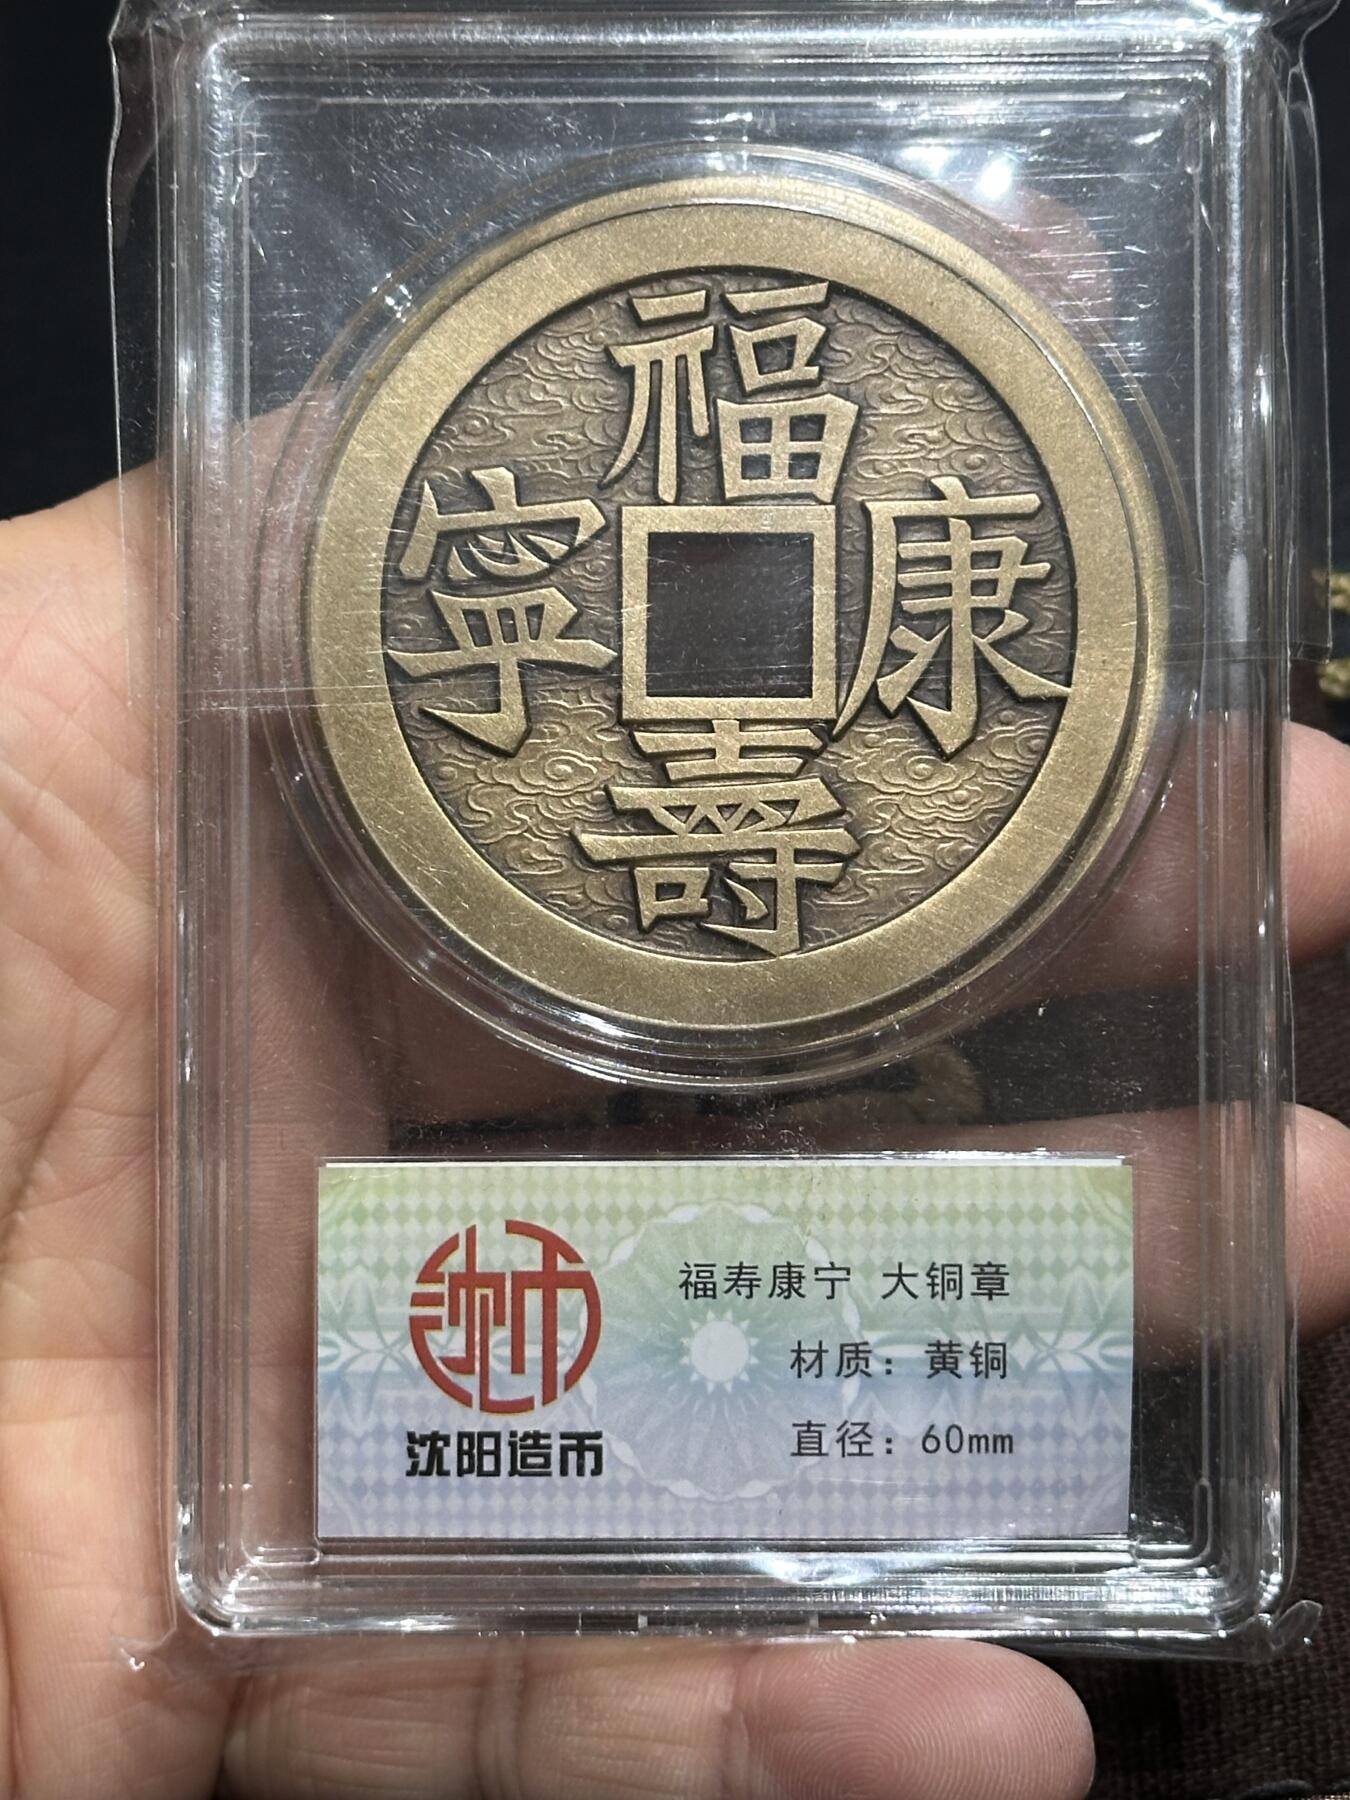 福
寧
康
壽
福寿康宁 大铜章
材质：黄铜
直径：60mm
沈阳造币